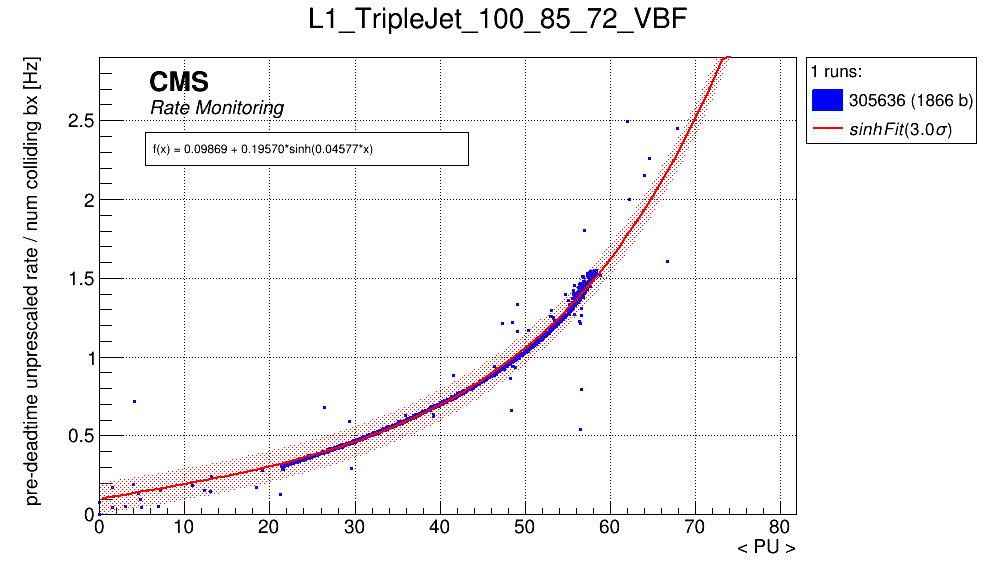 L1_TripleJet_100_85_72_VBF
pre-deadtime unprescaled rate / num colliding bx [Hz]
CMS
Rate Monitoring
f(x) = 0.09869 + 0.19570*sinh(0.04577*x)
1 runs:
305636 (1866 b)
sinhFit(3.0σ)
2.5
2
1.5
1
0.5
0
0 10 20 30 40 50 60 70 80
< PU >